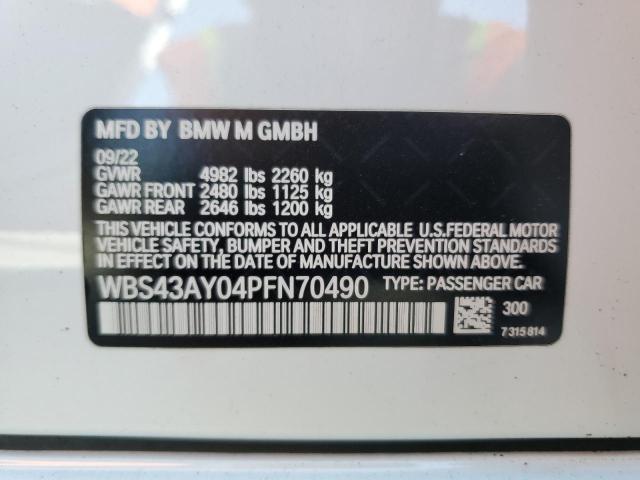 MFD BY BMW M GMBH
09/22
GVWR 4982 lbs 2260 kg
GAWR FRONT 2480 lbs 1125 kg
GAWR REAR 2646 lbs 1200 kg
THIS VEHICLE CONFORMS TO ALL APPLICABLE U.S.FEDERAL MOTOR
VEHICLE SAFETY, BUMPER AND THEFT PREVENTION STANDARDS
IN EFFECT ON THE DATE OF MANUFACTURE SHOWN ABOVE.
WBS43AY04PFN70490 TYPE: PASSENGER CAR
300
7315814